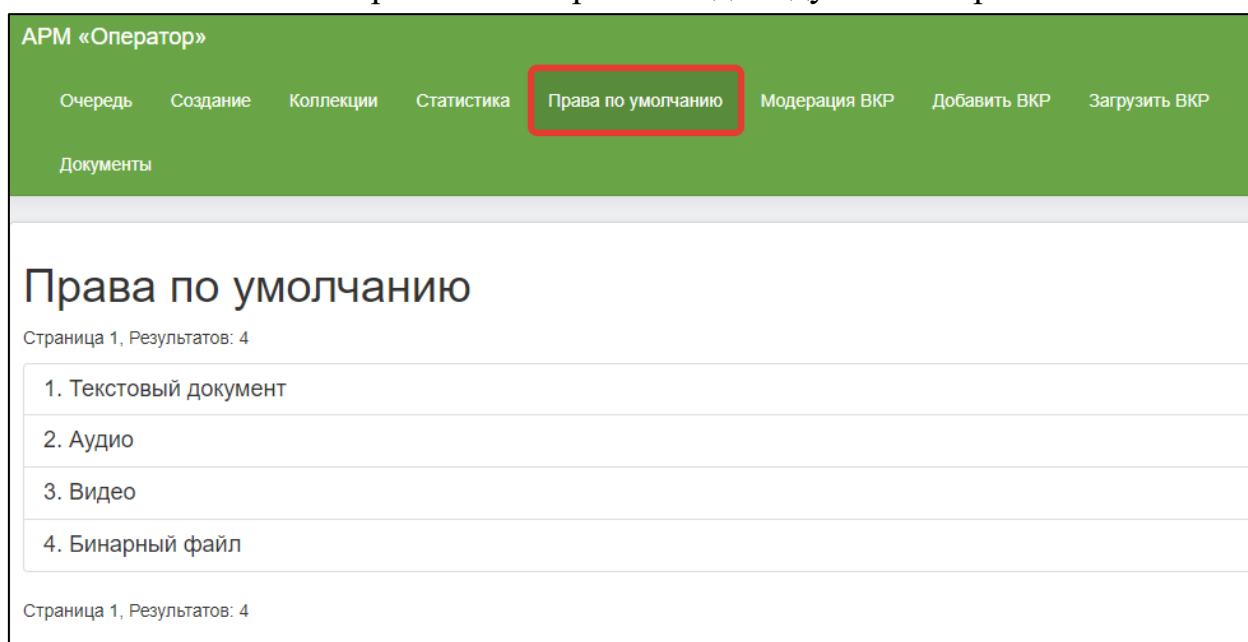 АРМ «Оператор»
Очередь Создание Коллекции Статистика Права по умолчанию Модерация ВКР Добавить ВКР Загрузить ВКР
Документы
Права по умолчанию
Страница 1, Результатов: 4
1. Текстовый документ
2. Аудио
3. Видео
4. Бинарный файл
Страница 1, Результатов: 4